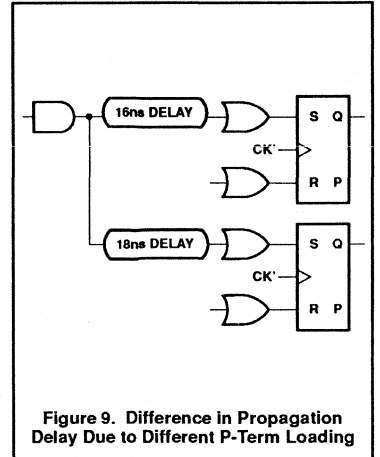 16ns DELAY
S Q
CK'
R P
18ns DELAY
S Q
CK'
R P
Figure 9. Difference in Propagation
Delay Due to Different P-Term Loading